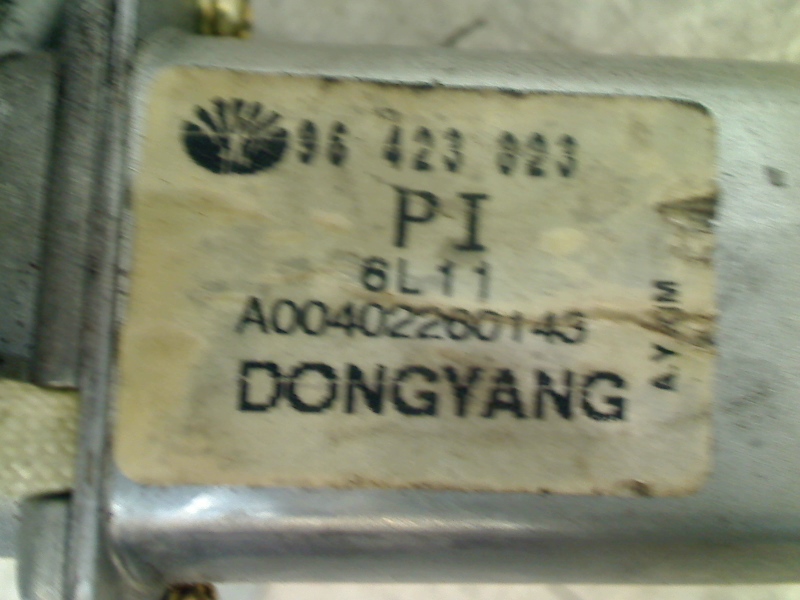 96 423 023
PI
6L11
A00402260143
DONGYANG